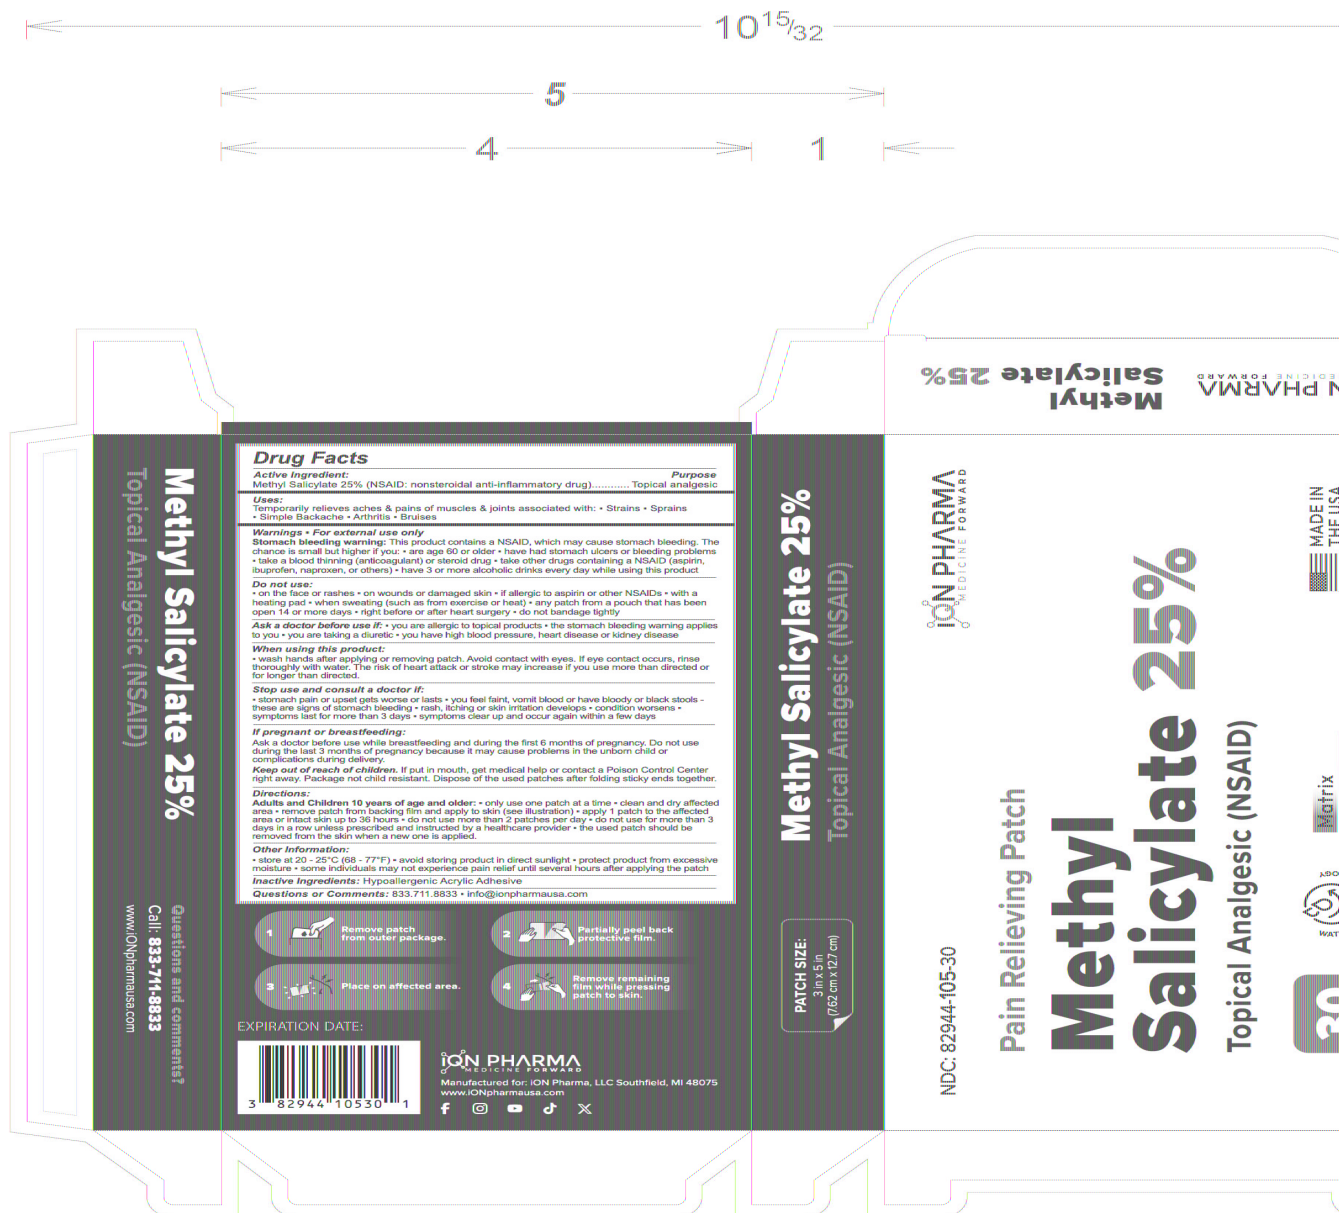 10 15/32
5
4
1
Methyl
Salicylate 25%
N PHARMA
EDICINE FORWARD
Methyl Salicylate 25%
Topical Analgesic (NSAID)
Questions and comments?
Call: 833-711-8833
www.iONpharmausa.com
Drug Facts
Active Ingredient: Purpose
Methyl Salicylate 25% (NSAID: nonsteroidal anti-inflammatory drug)............ Topical analgesic
Uses:
Temporarily relieves aches & pains of muscles & joints associated with: • Strains • Sprains
• Simple Backache • Arthritis • Bruises
Warnings • For external use only
Stomach bleeding warning: This product contains a NSAID, which may cause stomach bleeding. The
chance is small but higher if you: • are age 60 or older • have had stomach ulcers or bleeding problems
• take a blood thinning (anticoagulant) or steroid drug • take other drugs containing a NSAID (aspirin,
ibuprofen, naproxen, or others) • have 3 or more alcoholic drinks every day while using this product
Do not use:
• on the face or rashes • on wounds or damaged skin • if allergic to aspirin or other NSAIDs • with a
heating pad • when sweating (such as from exercise or heat) • any patch from a pouch that has been
open 14 or more days • right before or after heart surgery • do not bandage tightly
Ask a doctor before use if: • you are allergic to topical products • the stomach bleeding warning applies
to you • you are taking a diuretic • you have high blood pressure, heart disease or kidney disease
When using this product:
• wash hands after applying or removing patch. Avoid contact with eyes. If eye contact occurs, rinse
thoroughly with water. The risk of heart attack or stroke may increase if you use more than directed or
for longer than directed.
Stop use and consult a doctor if:
• stomach pain or upset gets worse or lasts • you feel faint, vomit blood or have bloody or black stools -
these are signs of stomach bleeding • rash, itching or skin irritation develops • condition worsens •
symptoms last for more than 3 days • symptoms clear up and occur again within a few days
If pregnant or breastfeeding:
Ask a doctor before use while breastfeeding and during the first 6 months of pregnancy. Do not use
during the last 3 months of pregnancy because it may cause problems in the unborn child or
complications during delivery.
Keep out of reach of children. If put in mouth, get medical help or contact a Poison Control Center
right away. Package not child resistant. Dispose of the used patches after folding sticky ends together.
Directions:
Adults and Children 10 years of age and older: • only use one patch at a time • clean and dry affected
area • remove patch from backing film and apply to skin (see illustration) • apply 1 patch to the affected
area or intact skin up to 36 hours • do not use more than 2 patches per day • do not use for more than 3
days in a row unless prescribed and instructed by a healthcare provider • the used patch should be
removed from the skin when a new one is applied.
Other Information:
• store at 20 - 25°C (68 - 77°F) • avoid storing product in direct sunlight • protect product from excessive
moisture • some individuals may not experience pain relief until several hours after applying the patch
Inactive Ingredients: Hypoallergenic Acrylic Adhesive
Questions or Comments: 833.711.8833 • info@ionpharmausa.com
1 Remove patch
from outer package.
2 Partially peel back
protective film.
3 Place on affected area.
4 Remove remaining
film while pressing
patch to skin.
EXPIRATION DATE:
3 82944 10530 1
iON PHARMA
MEDICINE FORWARD
Manufactured for: iON Pharma, LLC Southfield, MI 48075
www.iONpharmausa.com
Methyl Salicylate 25%
Topical Analgesic (NSAID)
PATCH SIZE:
3 in x 5 in
(7.62 cm x 12.7 cm)
iON PHARMA
MEDICINE FORWARD
NDC: 82944-105-30
Pain Relieving Patch
Methyl
Salicylate 25%
Topical Analgesic (NSAID)
MADE IN
THE USA
Matrix
WAT